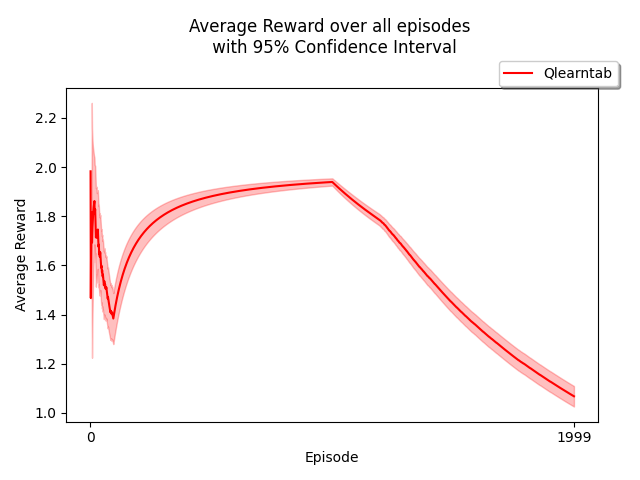 Average Reward over all episodes
with 95% Confidence Interval
Qlearntab
2.2
2.0
1.8
1.6
1.4
1.2
1.0
Average Reward
0
1999
Episode